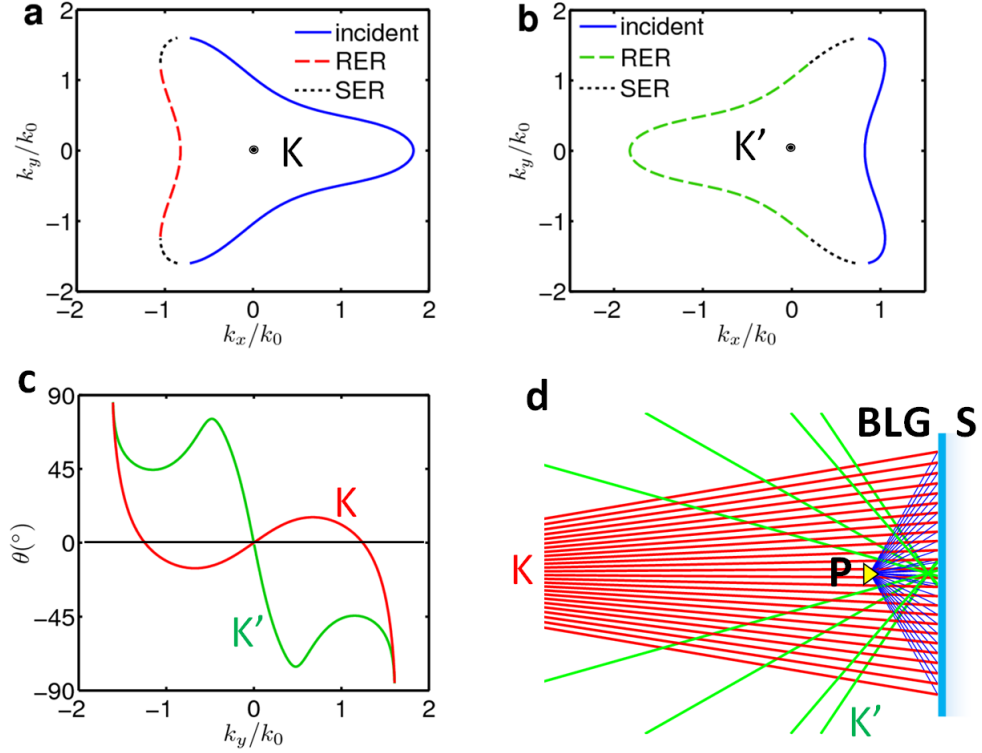 a
2
1
0
−1
−2
−2
−1
0
1
2
k_y/k_0
k_x/k_0
incident
RER
SER
K
b
2
1
0
−1
−2
−2
−1
0
1
k_y/k_0
k_x/k_0
incident
RER
SER
K’
c
90
45
0
−45
−90
−2
−1
0
1
2
θ(°)
k_y/k_0
K
K’
d
BLG S
P
K
K’